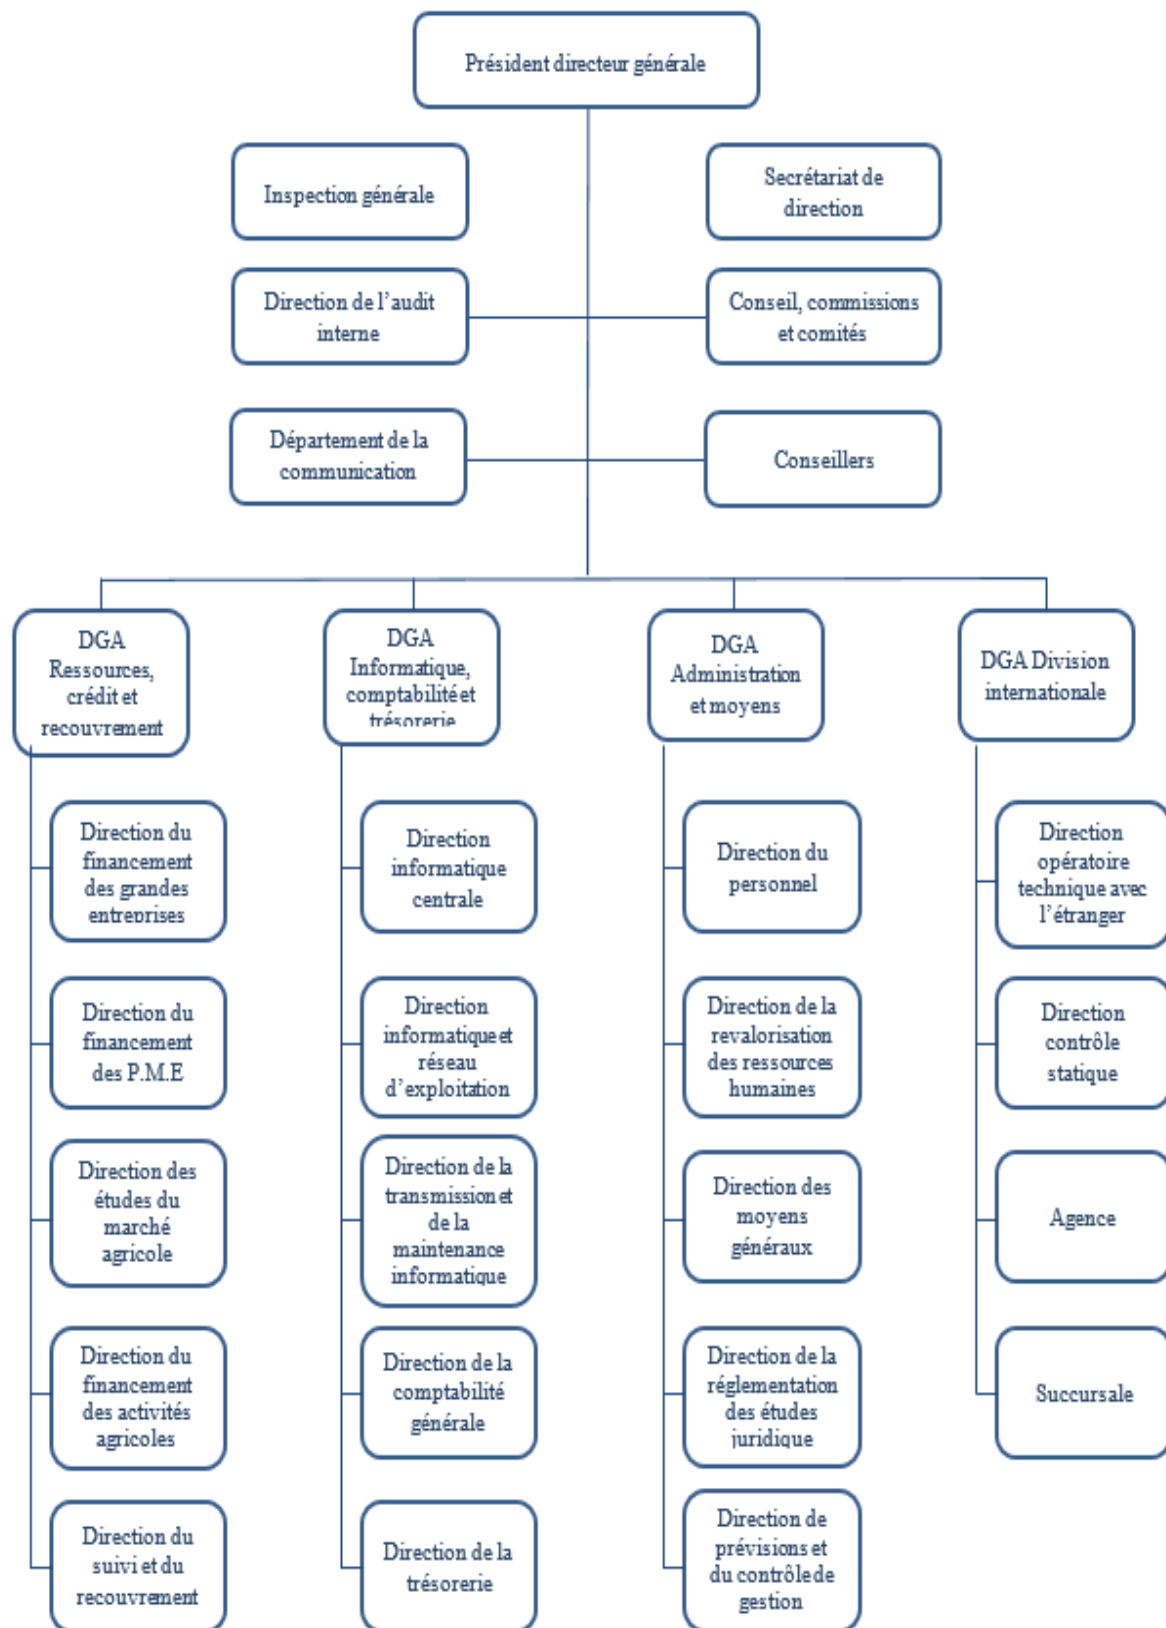 Président directeur générale
Inspection générale
Secrétariat de
direction
Direction de l’audit
interne
Conseil, commissions
et comités
Département de la
communication
Conseillers
DGA
Ressources,
crédit et
recouvrement
DGA
Informatique,
comptabilité et
trésorerie
DGA
Administration
et moyens
DGA Division
internationale
Direction du
financement
des grandes
entreprises
Direction
informatique
centrale
Direction du
personnel
Direction
opératoire
technique avec
l’étranger
Direction du
financement
des P.M.E
Direction
informatique et
réseau
d’exploitation
Direction de la
revalorisation
des ressources
humaines
Direction
contrôle
statique
Direction des
études du
marché
agricole
Direction de la
transmission et
de la
maintenance
informatique
Direction des
moyens
généraux
Agence
Direction du
financement
des activités
agricoles
Direction de la
comptabilité
générale
Direction de la
réglementation
des études
juridique
Succursale
Direction du
suivi et du
recouvrement
Direction de la
trésorerie
Direction de
prévisions et
du contrôle de
gestion